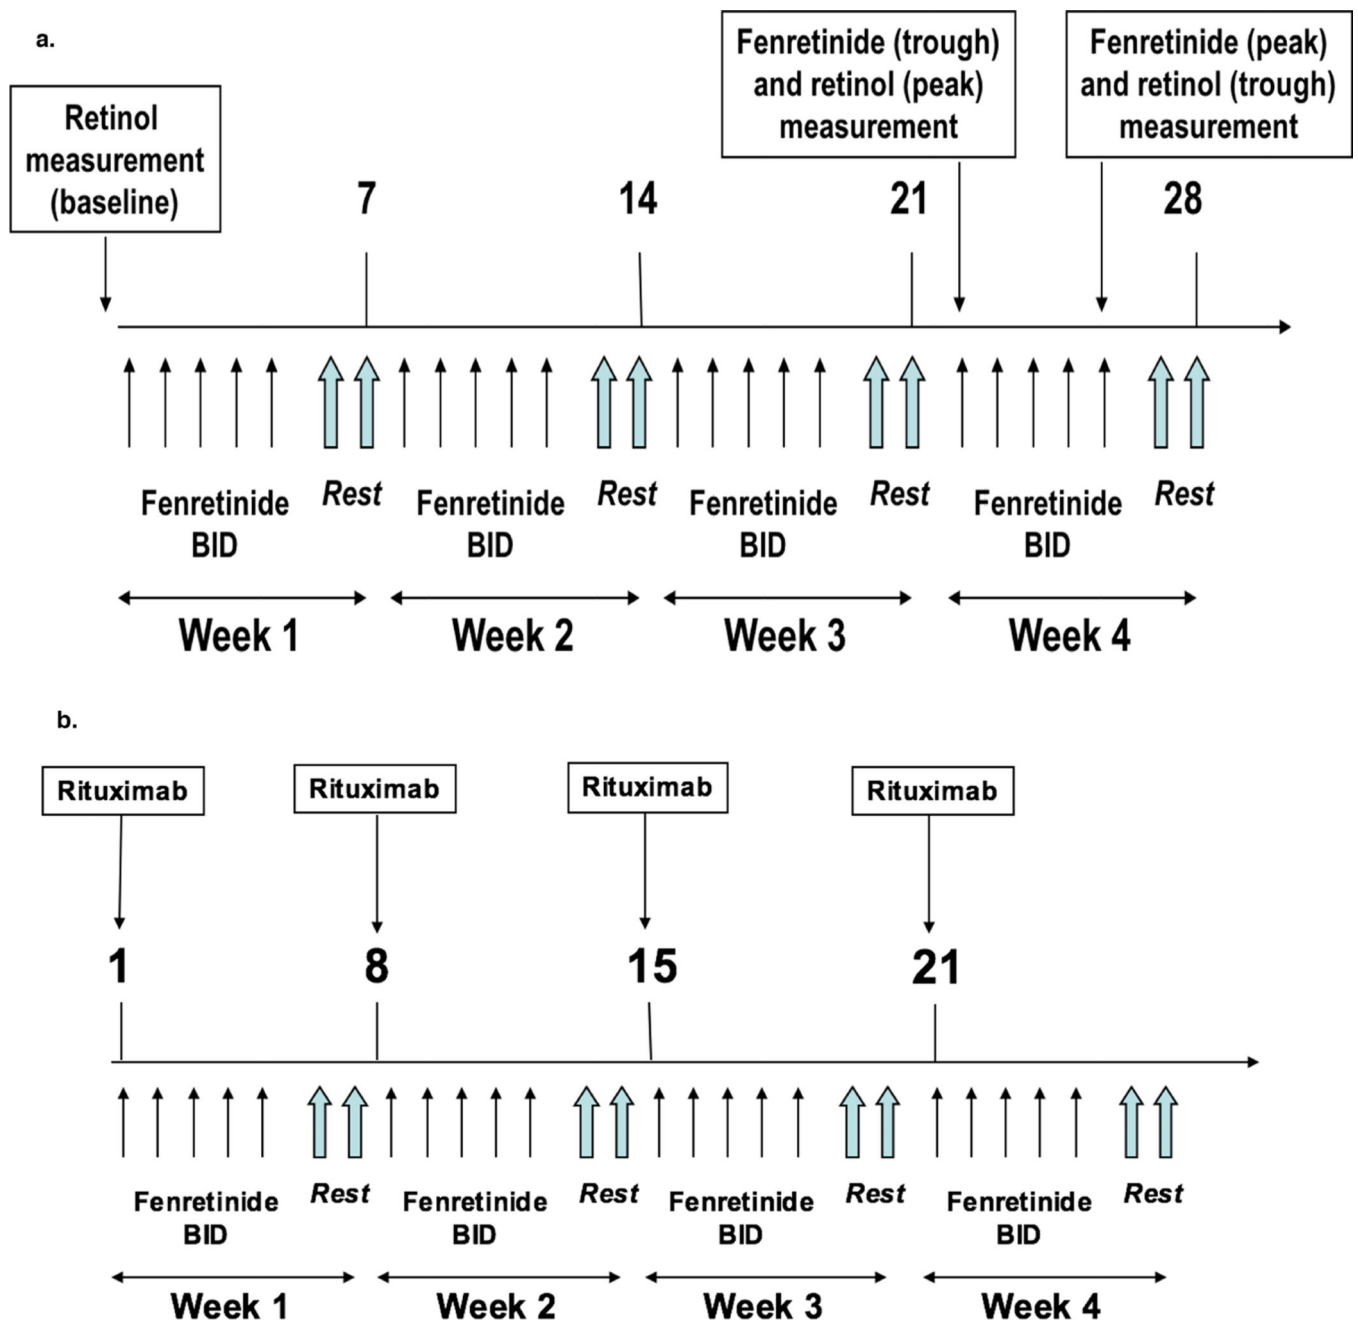 a.
Retinol
measurement
(baseline)
Fenretinide (trough)
and retinol (peak)
measurement
Fenretinide (peak)
and retinol (trough)
measurement
7
14
21
28
Fenretinide
BID
Rest
Fenretinide
BID
Rest
Fenretinide
BID
Rest
Fenretinide
BID
Rest
Week 1
Week 2
Week 3
Week 4
b.
Rituximab
Rituximab
Rituximab
Rituximab
1
8
15
21
Fenretinide
BID
Rest
Fenretinide
BID
Rest
Fenretinide
BID
Rest
Fenretinide
BID
Rest
Week 1
Week 2
Week 3
Week 4